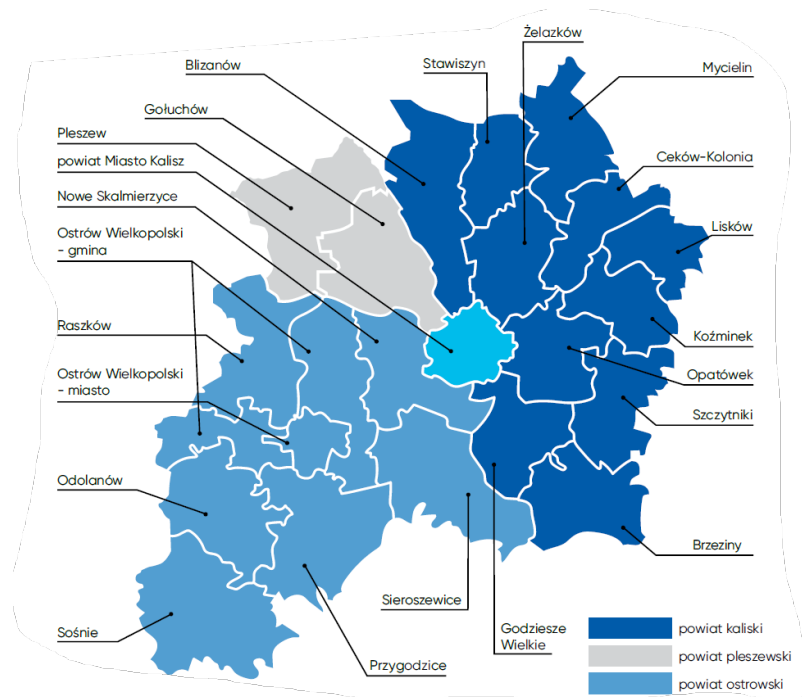 Żelazków
Blizanów
Stawiszyn
Mycielin
Gołuchów
Pleszew
powiat Miasto Kalisz
Ceków-Kolonia
Nowe Skalmierzyce
Lisków
Ostrów Wielkopolski
- gmina
Raszków
Koźminek
Ostrów Wielkopolski
- miasto
Opatówek
Szczytniki
Odolanów
Brzeziny
Sieroszewice
Sośnie
Godziesze
Wielkie
Przygodzice
powiat kaliski
powiat pleszewski
powiat ostrowski